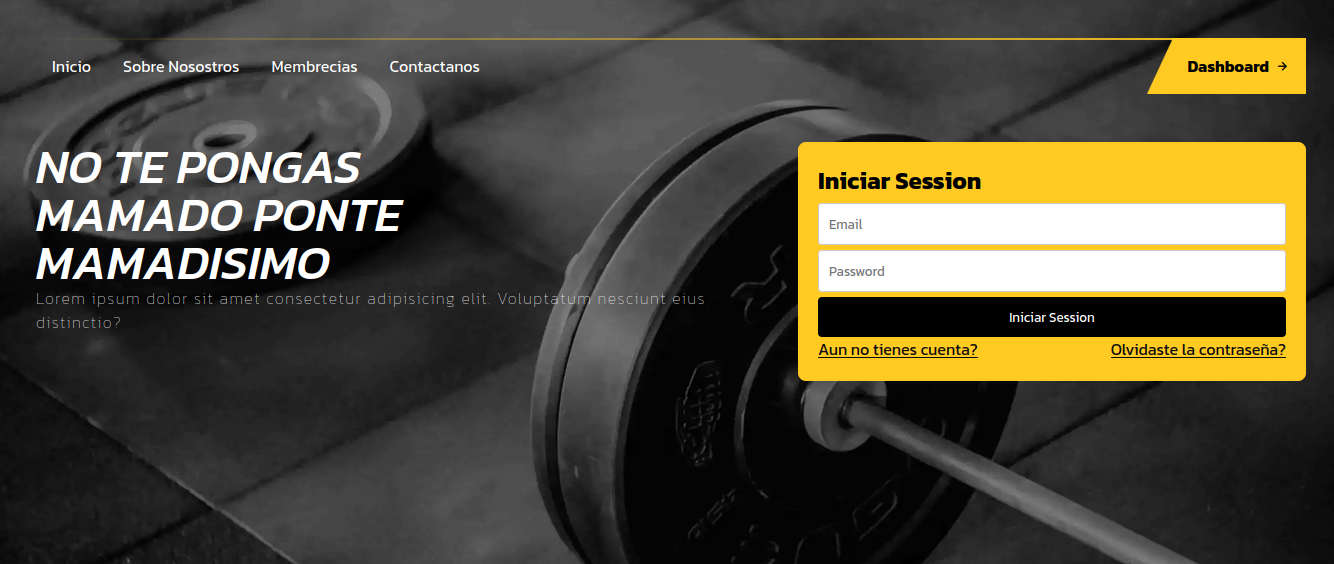 Inicio Sobre Nosostros Membrecias Contactanos Dashboard →
NO TE PONGAS
MAMADO PONTE
MAMADISIMO
Lorem ipsum dolor sit amet consectetur adipisicing elit. Voluptatum nesciunt eius
distinctio?
Iniciar Session
Email
Password
Iniciar Session
Aun no tienes cuenta? Olvidaste la contraseña?